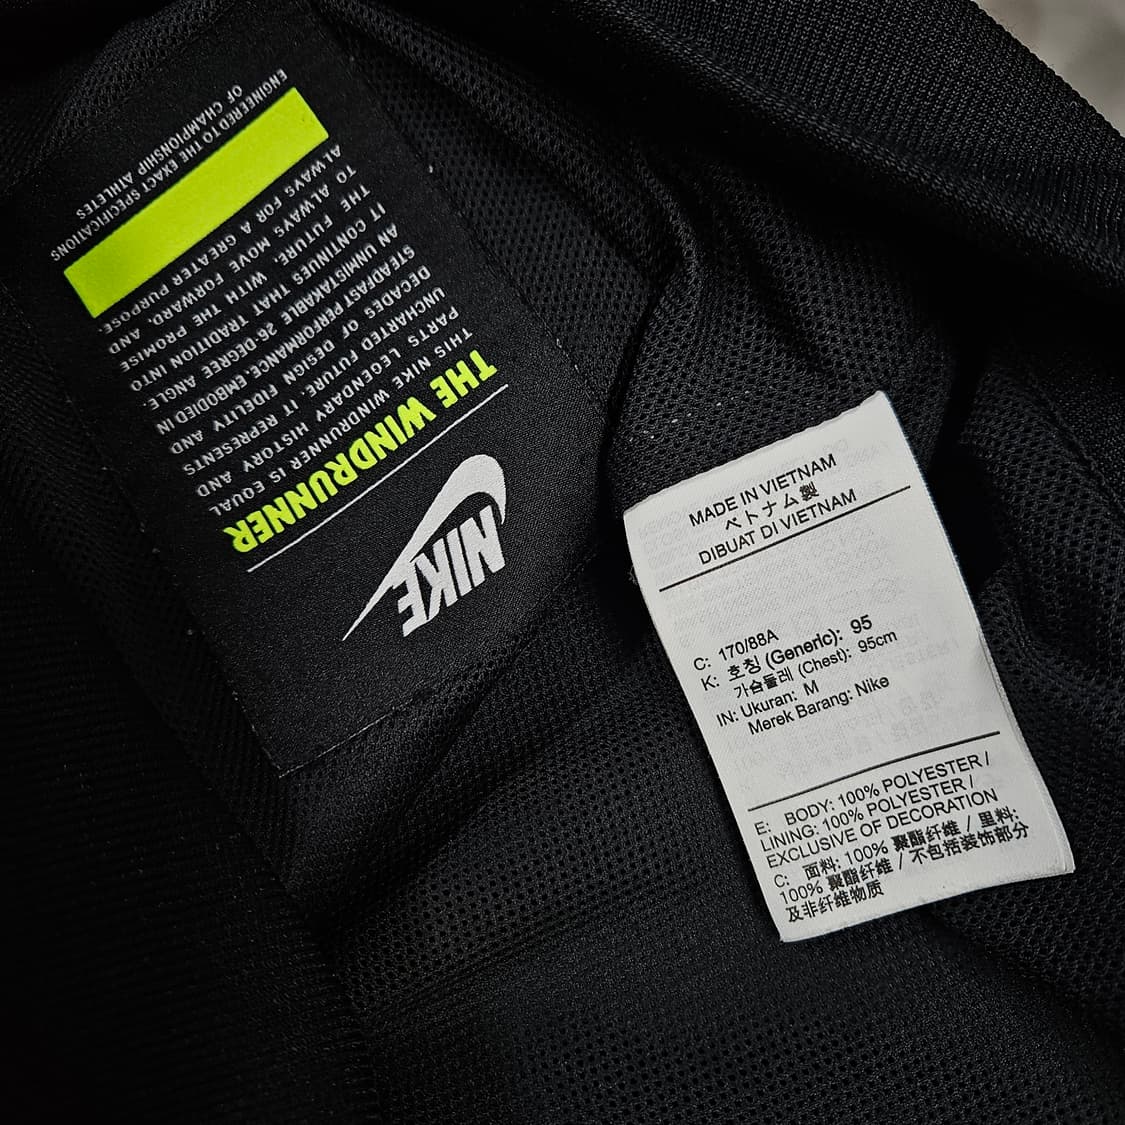 NIKE
THE WINDRUNNER
THIS NIKE WINDRUNNER IS EQUAL
PARTS LEGENDARY HISTORY AND
UNCHARTED FUTURE. IT REPRESENTS
DECADES OF DESIGN FIDELITY AND
STEADFAST PERFORMANCE, EMBODIED IN
AN UNMISTAKABLE 26-DEGREE ANGLE.
IT CONTINUES THAT TRADITION INTO
THE FUTURE. WITH THE PROMISE
TO ALWAYS MOVE FORWARD, AND
ALWAYS FOR A GREATER PURPOSE.
ENGINEERED TO THE EXACT SPECIFICATIONS
OF CHAMPIONSHIP ATHLETES
MADE IN VIETNAM
ベトナム製
DIBUAT DI VIETNAM
C: 170/88A
K: 호칭 (Generic): 95
가슴둘레 (Chest): 95cm
IN: Ukuran: M
Merek Barang: Nike
E: BODY: 100% POLYESTER /
LINING: 100% POLYESTER /
EXCLUSIVE OF DECORATION
C: 面料: 100% 聚酯纤维 / 里料:
100% 聚酯纤维 / 不包括装饰部分
及非纤维物质